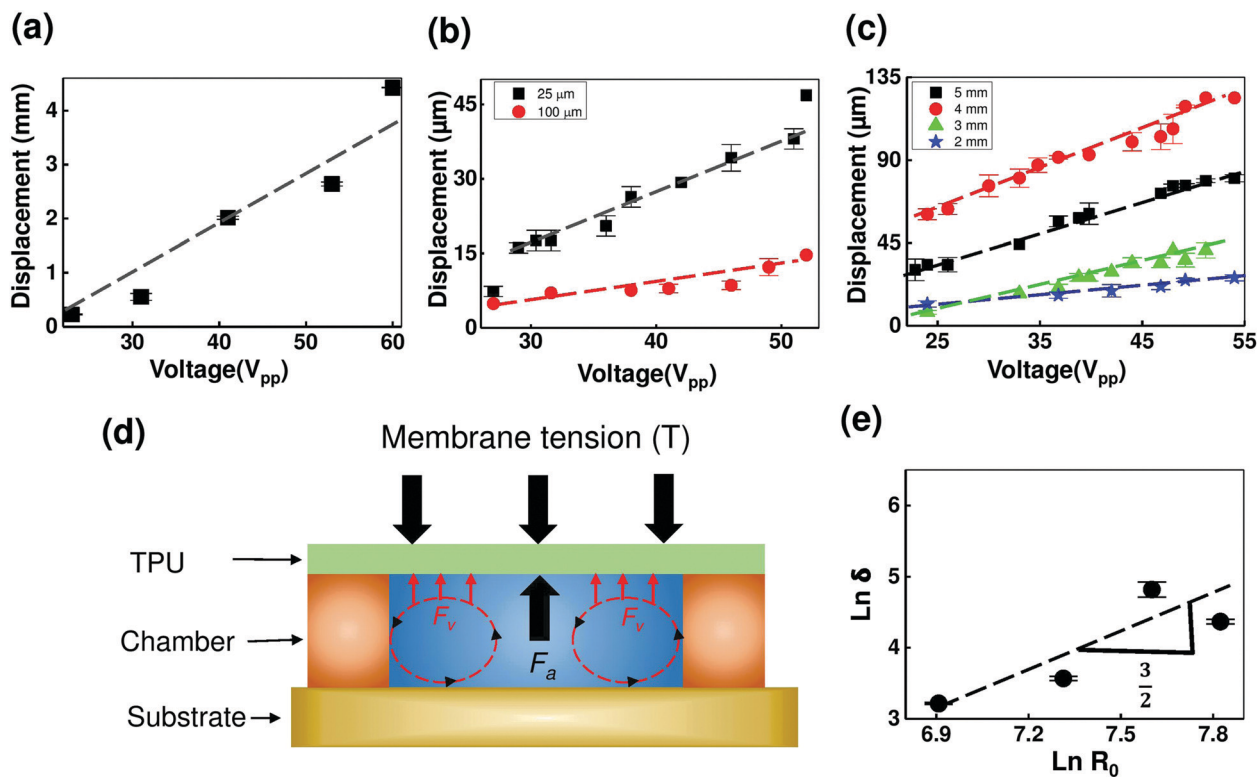 (a)
Displacement (mm)
4
3
2
1
0
30
40
50
60
Voltage(Vpp)
(b)
Displacement (µm)
45
30
15
0
25 µm
100 µm
30
40
50
Voltage(Vpp)
(c)
Displacement (µm)
135
90
45
0
5 mm
4 mm
3 mm
2 mm
25
35
45
55
Voltage(Vpp)
(d)
Membrane tension (T)
TPU
Chamber
Substrate
Fv
Fa
Fv
(e)
Ln δ
6
5
4
3
3
2
6.9
7.2
7.5
7.8
Ln R0